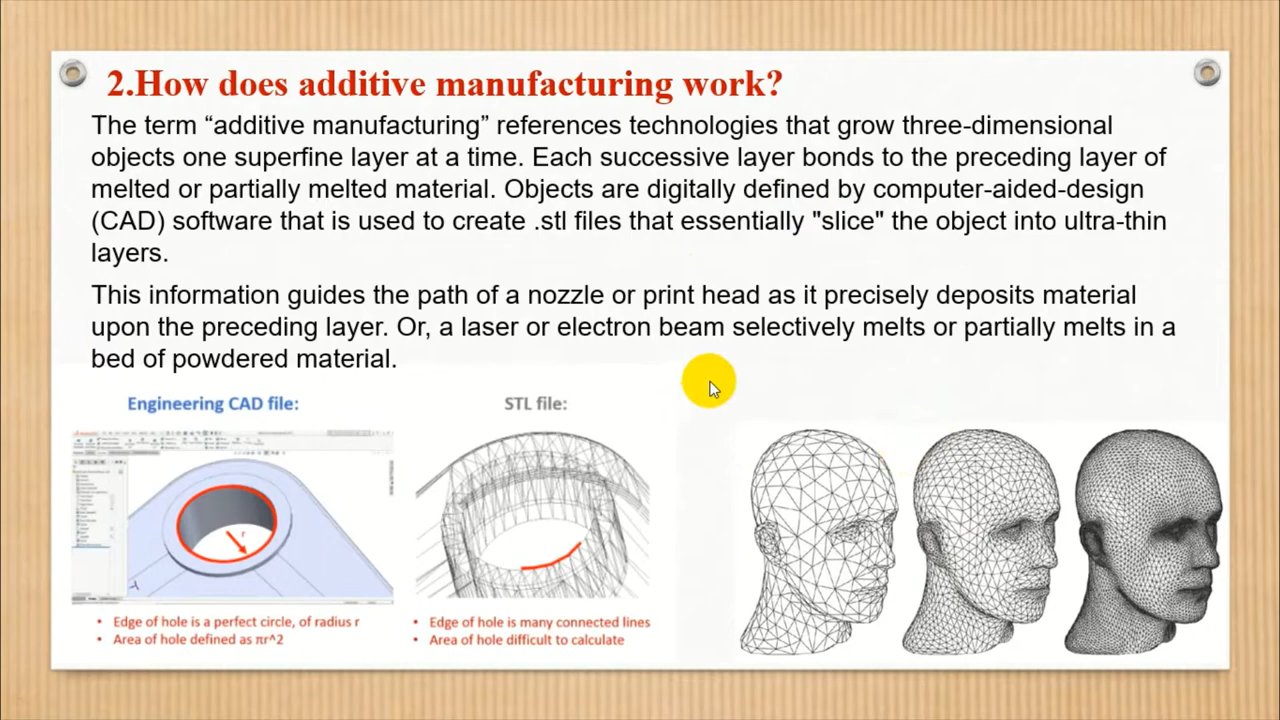 2.How does additive manufacturing work?
The term “additive manufacturing” references technologies that grow three-dimensional
objects one superfine layer at a time. Each successive layer bonds to the preceding layer of
melted or partially melted material. Objects are digitally defined by computer-aided-design
(CAD) software that is used to create .stl files that essentially "slice" the object into ultra-thin
layers.
This information guides the path of a nozzle or print head as it precisely deposits material
upon the preceding layer. Or, a laser or electron beam selectively melts or partially melts in a
bed of powdered material.
Engineering CAD file:
r
• Edge of hole is a perfect circle, of radius r
• Area of hole defined as πr^2
STL file:
• Edge of hole is many connected lines
• Area of hole difficult to calculate